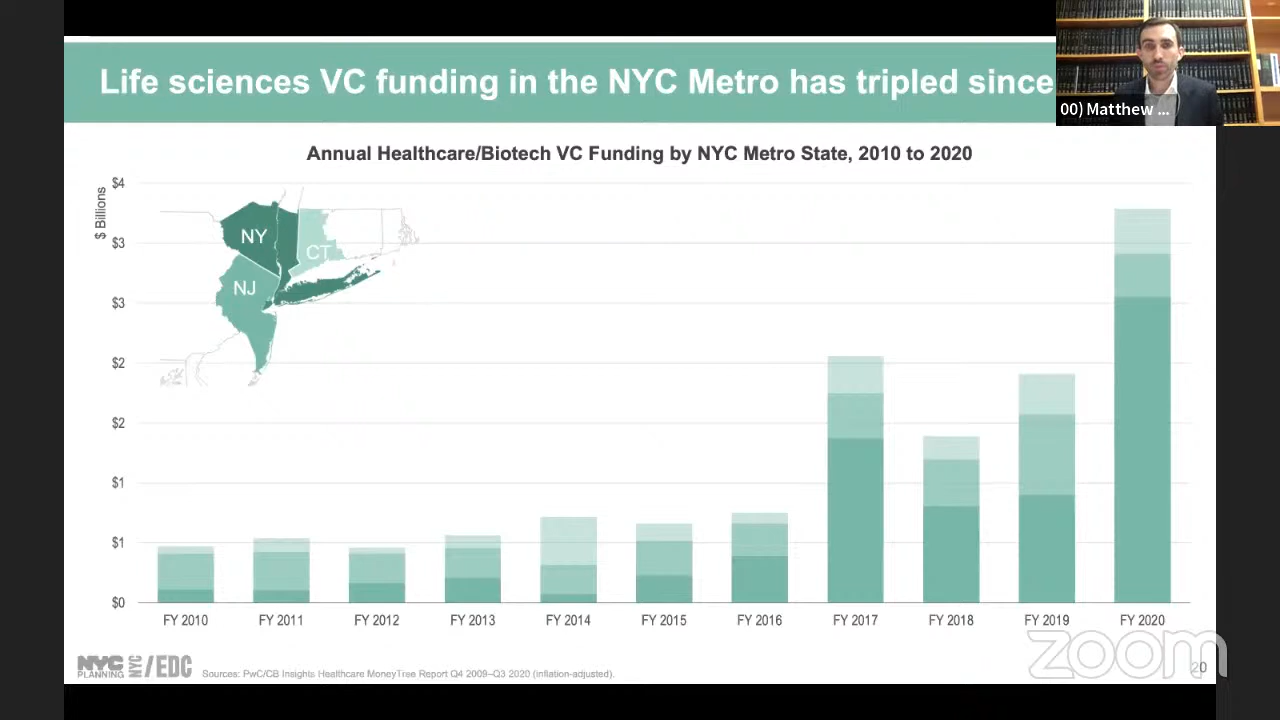 Life sciences VC funding in the NYC Metro has tripled since
00) Matthew ...
Annual Healthcare/Biotech VC Funding by NYC Metro State, 2010 to 2020
$ Billions
$4
$3
$3
$2
$2
$1
$1
$0
NY
CT
NJ
FY 2010
FY 2011
FY 2012
FY 2013
FY 2014
FY 2015
FY 2016
FY 2017
FY 2018
FY 2019
FY 2020
NYC
PLANNING
NYC
/EDC
Sources: PwC/CB Insights Healthcare MoneyTree Report Q4 2009–Q3 2020 (inflation-adjusted).
zoom
20